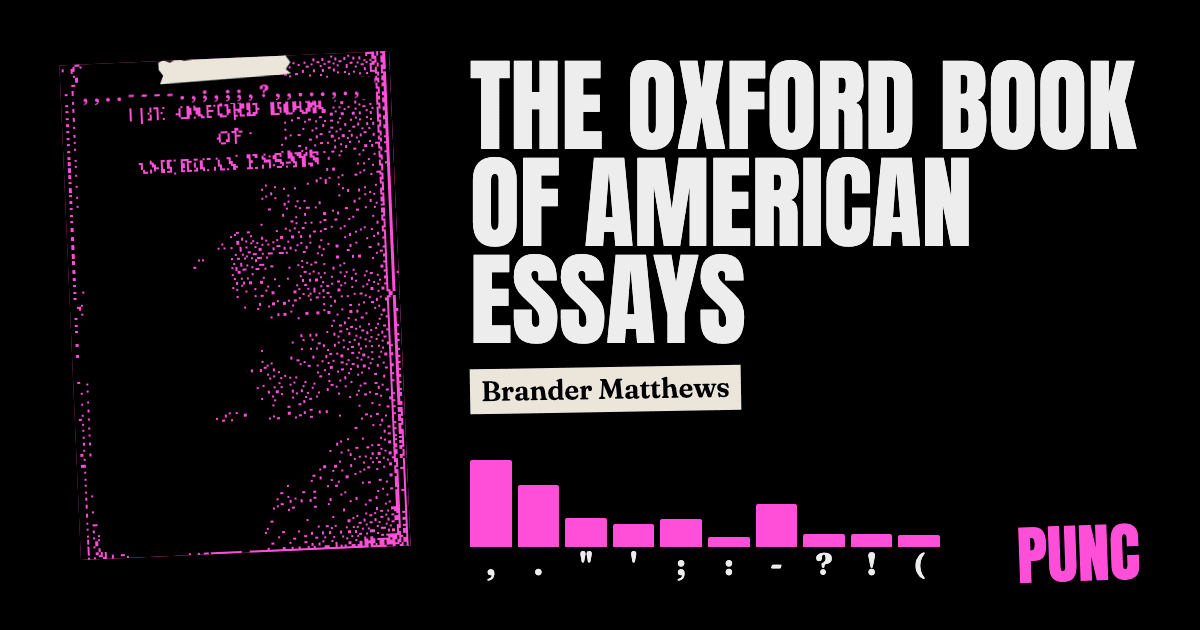 THE OXFORD BOOK
OF
AMERICAN ESSAYS
THE OXFORD BOOK
OF AMERICAN
ESSAYS
Brander Matthews
, . " ' ; : - ? ! (
PUNC